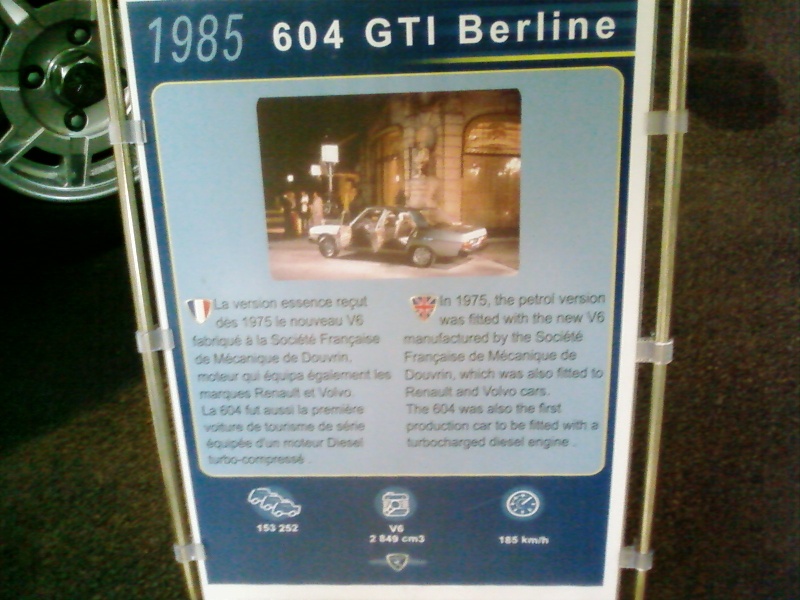 1985 604 GTI Berline
La version essence reçut
dès 1975 le nouveau V6
fabriqué à la Société Française
de Mécanique de Douvrin,
moteur qui équipa également les
marques Renault et Volvo.
La 604 fut aussi la première
voiture de tourisme de série
équipée d'un moteur Diesel
turbo-compressé .
In 1975, the petrol version
was fitted with the new V6
manufactured by the Société
Française de Mécanique de
Douvrin, which was also fitted to
Renault and Volvo cars.
The 604 was also the first
production car to be fitted with a
turbocharged diesel engine .
153 252
V6
2 849 cm3
185 km/h